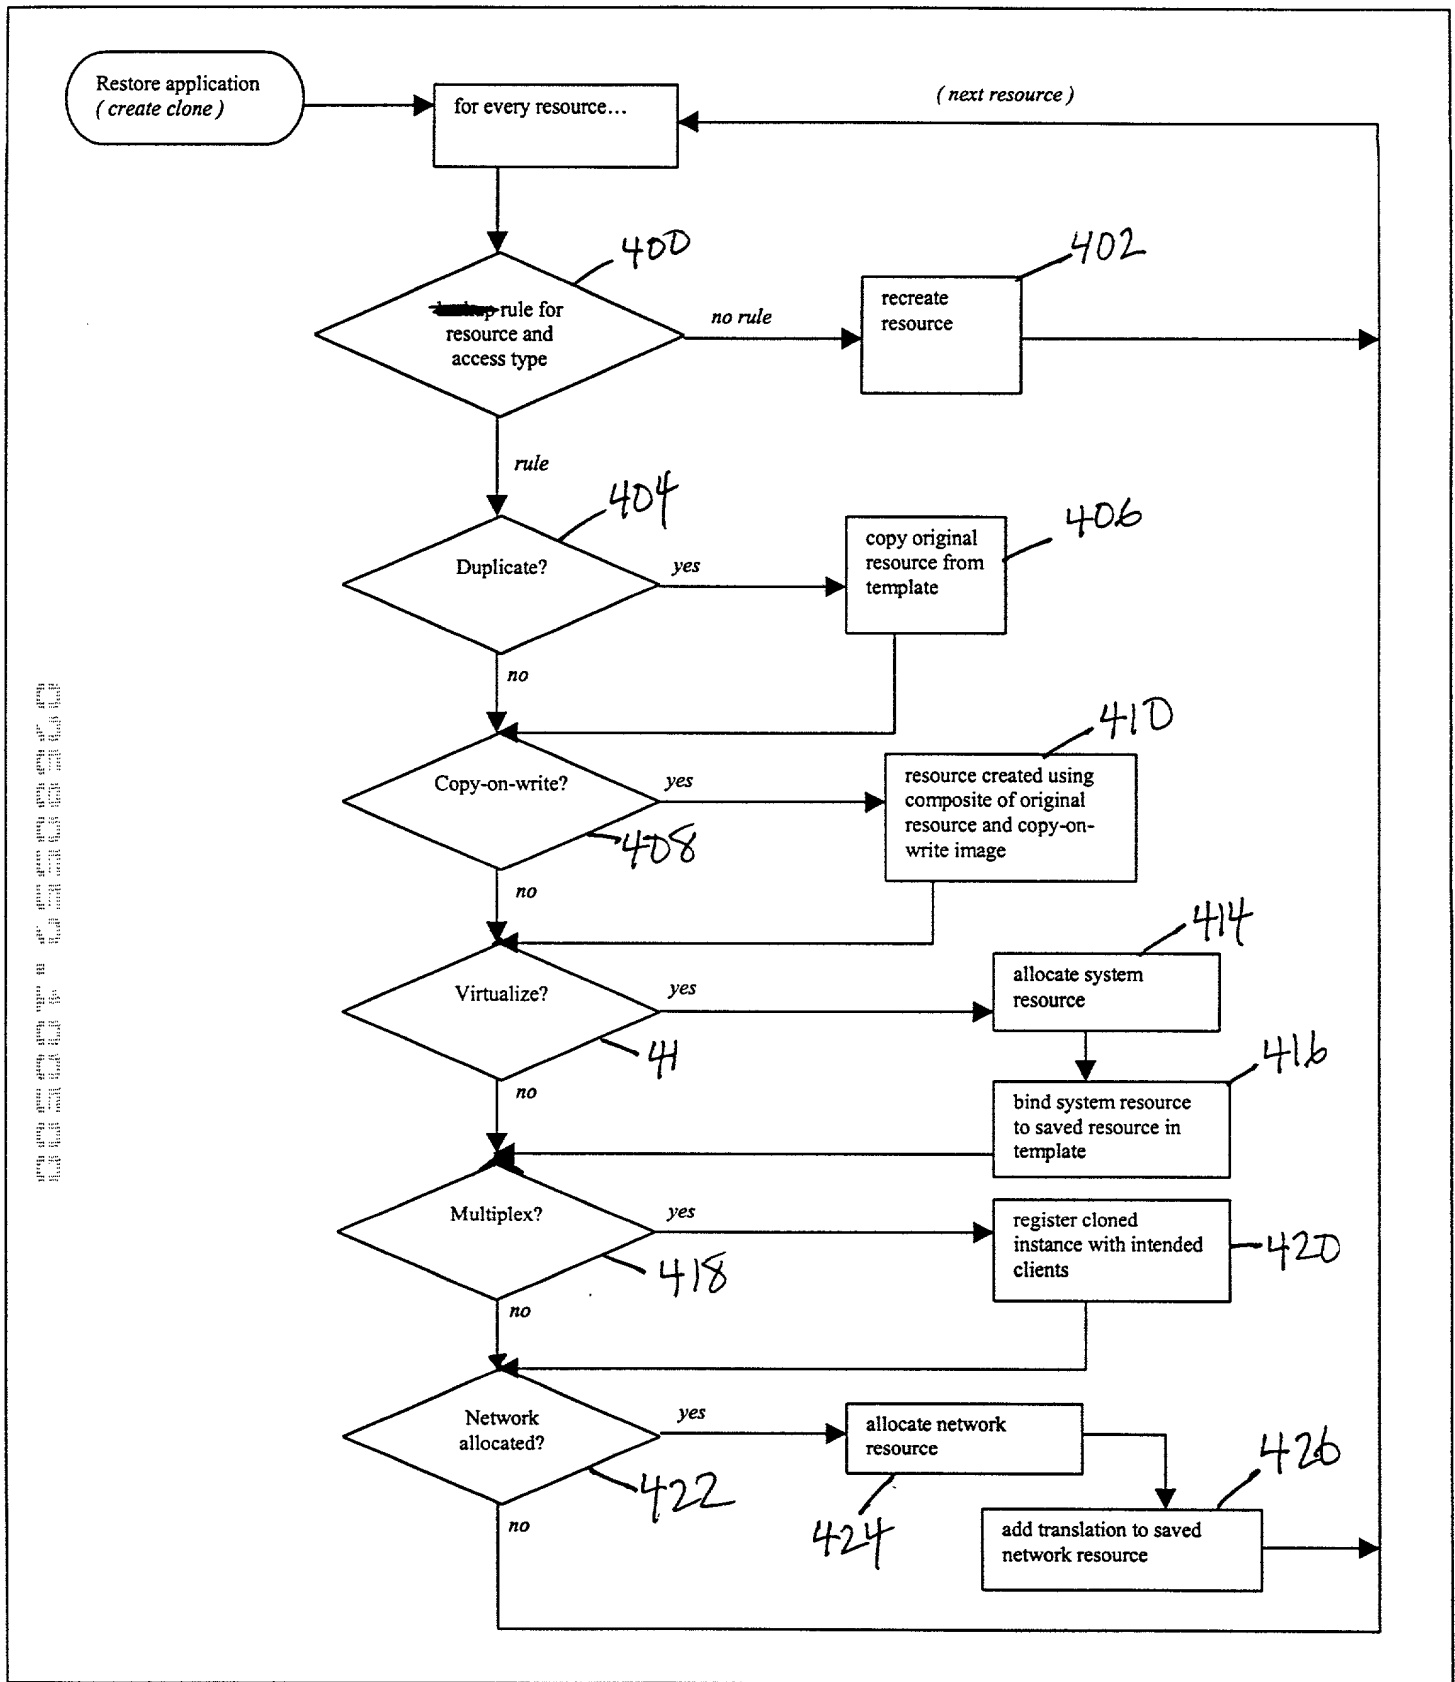 Restore application
( create clone )
for every resource…
( next resource )
400
rule for
resource and
access type
no rule
402
recreate
resource
rule
404
Duplicate?
yes
406
copy original
resource from
template
no
410
Copy-on-write?
yes
resource created using
composite of original
resource and copy-on-
write image
408
no
414
Virtualize?
yes
allocate system
resource
41
416
no
bind system resource
to saved resource in
template
Multiplex?
yes
register cloned
instance with intended
clients
420
418
no
Network
allocated?
yes
allocate network
resource
426
422
424
no
add translation to saved
network resource